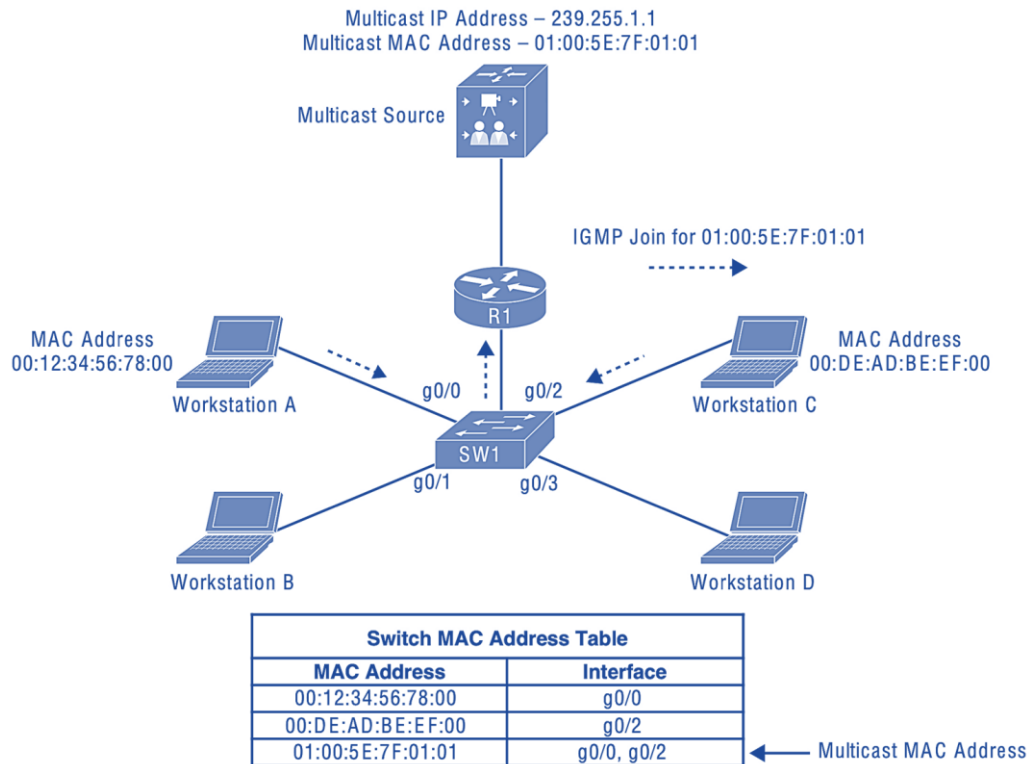 Multicast IP Address – 239.255.1.1
Multicast MAC Address – 01:00:5E:7F:01:01
Multicast Source
IGMP Join for 01:00:5E:7F:01:01
R1
MAC Address
00:12:34:56:78:00
MAC Address
00:DE:AD:BE:EF:00
Workstation A
g0/0
g0/2
Workstation C
SW1
g0/1
g0/3
Workstation B
Workstation D
Switch MAC Address Table
MAC Address Interface
00:12:34:56:78:00 g0/0
00:DE:AD:BE:EF:00 g0/2
01:00:5E:7F:01:01 g0/0, g0/2
Multicast MAC Address